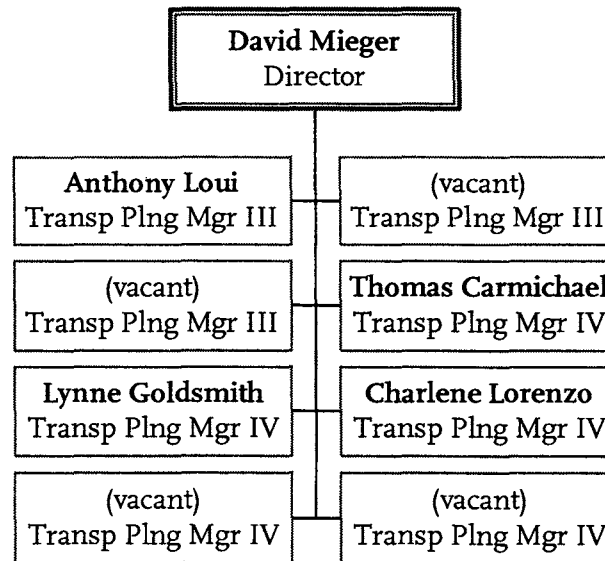 David Mieger
Director
Anthony Loui
Transp Plng Mgr III
(vacant)
Transp Plng Mgr III
(vacant)
Transp Plng Mgr III
Thomas Carmichael
Transp Plng Mgr IV
Lynne Goldsmith
Transp Plng Mgr IV
Charlene Lorenzo
Transp Plng Mgr IV
(vacant)
Transp Plng Mgr IV
(vacant)
Transp Plng Mgr IV